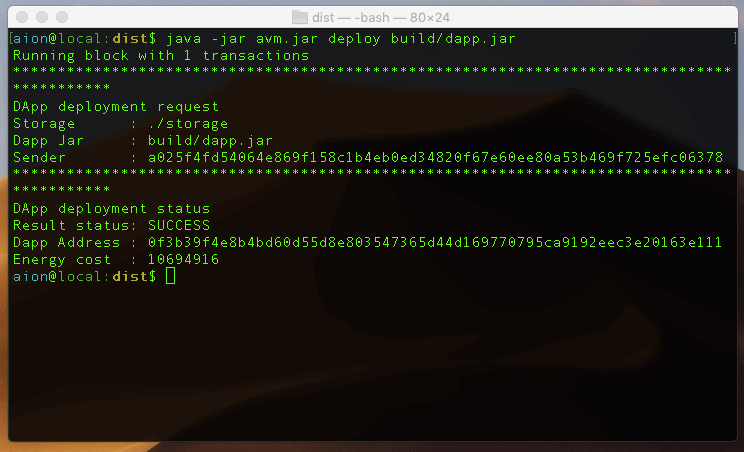 dist — -bash — 80×24
[aion@local:dist$ java -jar avm.jar deploy build/dapp.jar ]
Running block with 1 transactions
********************************************************************************
***********
DApp deployment request
Storage      : ./storage
Dapp Jar     : build/dapp.jar
Sender       : a025f4fd54064e869f158c1b4eb0ed34820f67e60ee80a53b469f725efc06378
********************************************************************************
***********
DApp deployment status
Result status: SUCCESS
Dapp Address : 0f3b39f4e8b4bd60d55d8e803547365d44d169770795ca9192eec3e20163e111
Energy cost  : 10694916
aion@local:dist$